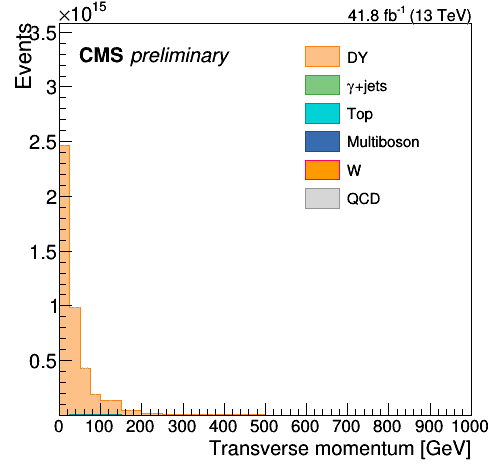 ×10¹⁵
41.8 fb⁻¹ (13 TeV)
Events
CMS preliminary
DY
γ+jets
Top
Multiboson
W
QCD
3.5
3
2.5
2
1.5
1
0.5
0 100 200 300 400 500 600 700 800 900 1000
Transverse momentum [GeV]